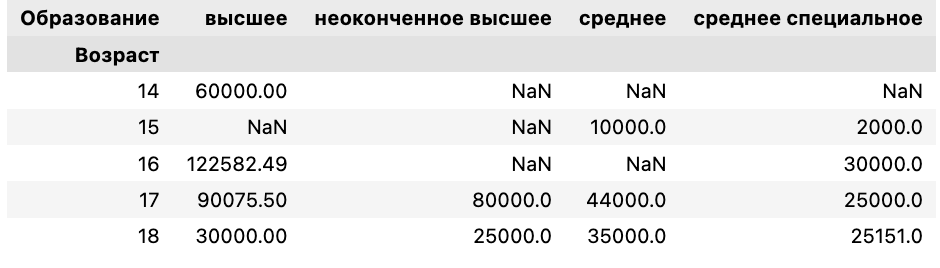 Образование высшее неоконченное высшее среднее среднее специальное
Возраст
14 60000.00 NaN NaN NaN
15 NaN NaN 10000.0 2000.0
16 122582.49 NaN NaN 30000.0
17 90075.50 80000.0 44000.0 25000.0
18 30000.00 25000.0 35000.0 25151.0